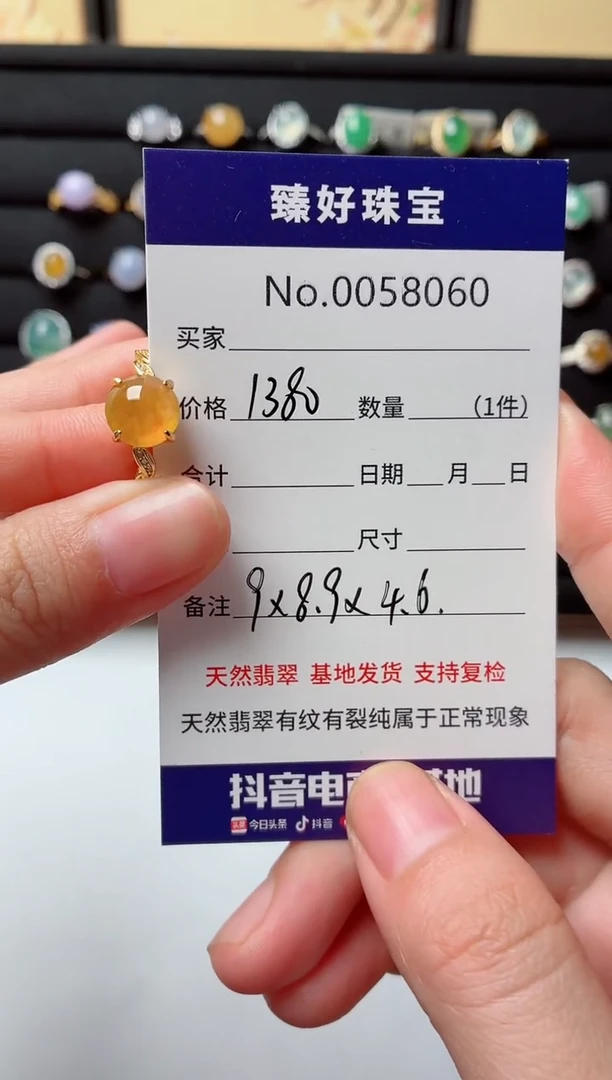 臻好珠宝
No.0058060
买家
价格 1380 数量 (1件)
合计 日期 月 日
尺寸
备注 9x8.9x4.6.
天然翡翠 基地发货 支持复检
天然翡翠有纹有裂纯属于正常现象
抖音电 地
头条 今日头条 抖音